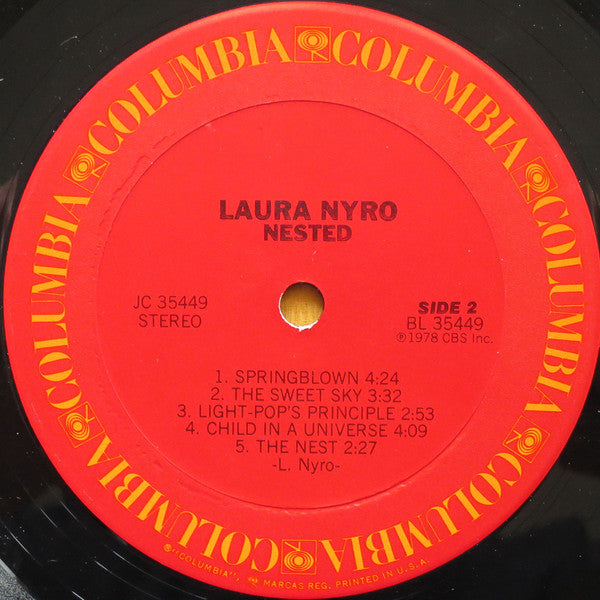 COLUMBIA COLUMBIA COLUMBIA COLUMBIA COLUMBIA COLUMBIA
LAURA NYRO
NESTED
JC 35449
STEREO
SIDE 2
BL 35449
℗1978 CBS Inc.
1. SPRINGBLOWN 4:24
2. THE SWEET SKY 3:32
3. LIGHT-POP'S PRINCIPLE 2:53
4. CHILD IN A UNIVERSE 4:09
5. THE NEST 2:27
-L. Nyro-
®"COLUMBIA", MARCAS REG. PRINTED IN U.S.A.